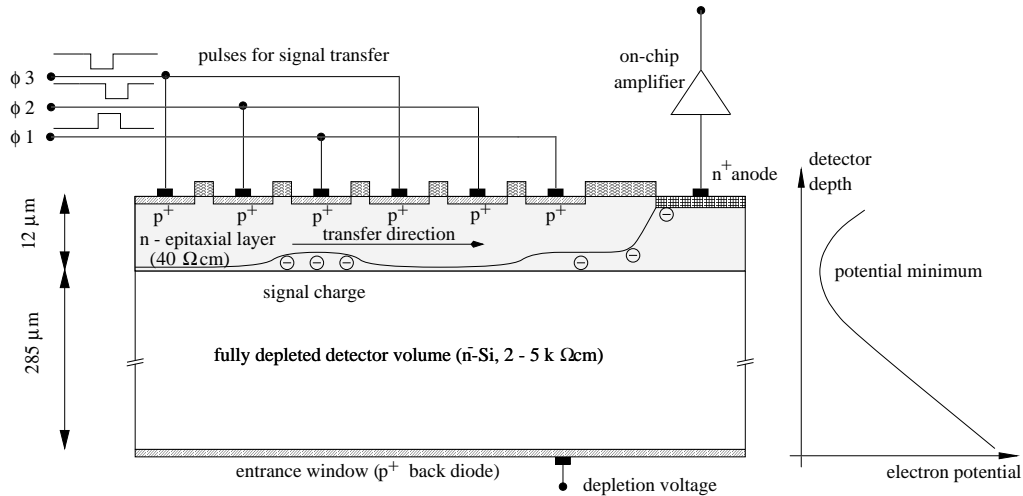 pulses for signal transfer
ϕ 3
ϕ 2
ϕ 1
on-chip
amplifier
n+ anode
detector
depth
12 µm
p+ p+ p+ p+ p+ p+
n - epitaxial layer
(40 Ωcm)
transfer direction
signal charge
potential minimum
285 µm
fully depleted detector volume (n-Si, 2 - 5 k Ωcm)
entrance window (p+ back diode)
depletion voltage
electron potential